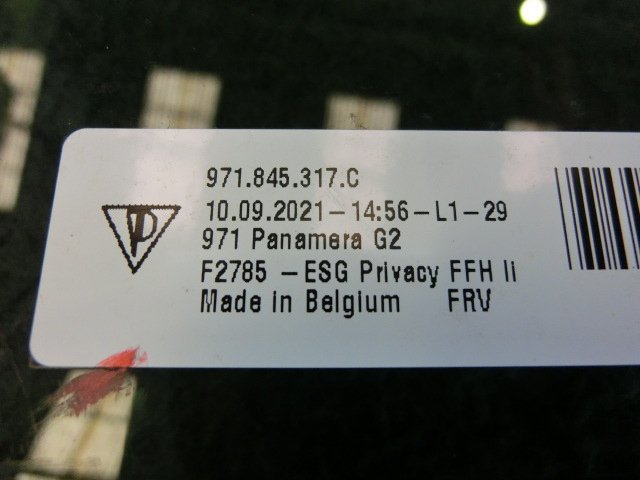 971.845.317.C
10.09.2021-14:56-L1-29
971 Panamera G2
F2785 -ESG Privacy FFH li
Made in Belgium FRV